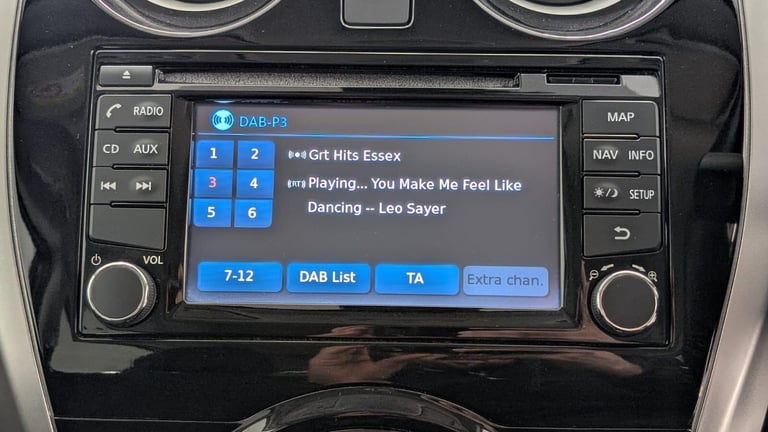 DAB-P3
RADIO
MAP
CD AUX
1 2
Grt Hits Essex
NAV INFO
3 4
RT Playing... You Make Me Feel Like
SETUP
5 6
Dancing -- Leo Sayer
VOL
7-12
DAB List
TA
Extra chan.